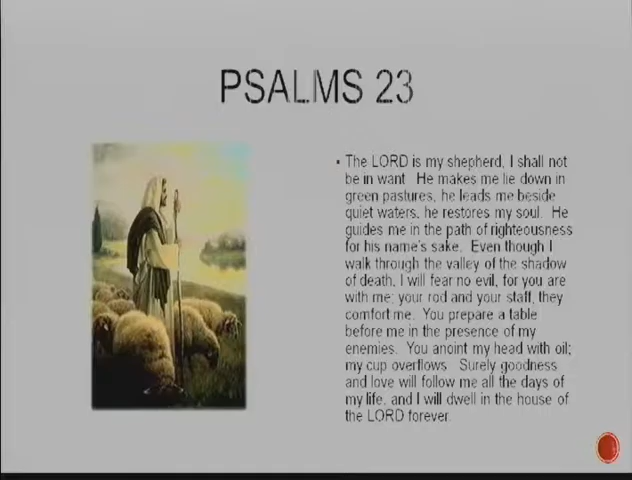 PSALMS 23
▪ The LORD is my shepherd, I shall not
be in want  He makes me lie down in
green pastures, he leads me beside
quiet waters, he restores my soul.  He
guides me in the path of righteousness
for his name's sake.  Even though I
walk through the valley of the shadow
of death, I will fear no evil, for you are
with me; your rod and your staff, they
comfort me.  You prepare a table
before me in the presence of my
enemies.  You anoint my head with oil;
my cup overflows  Surely goodness
and love will follow me all the days of
my life, and I will dwell in the house of
the LORD forever.